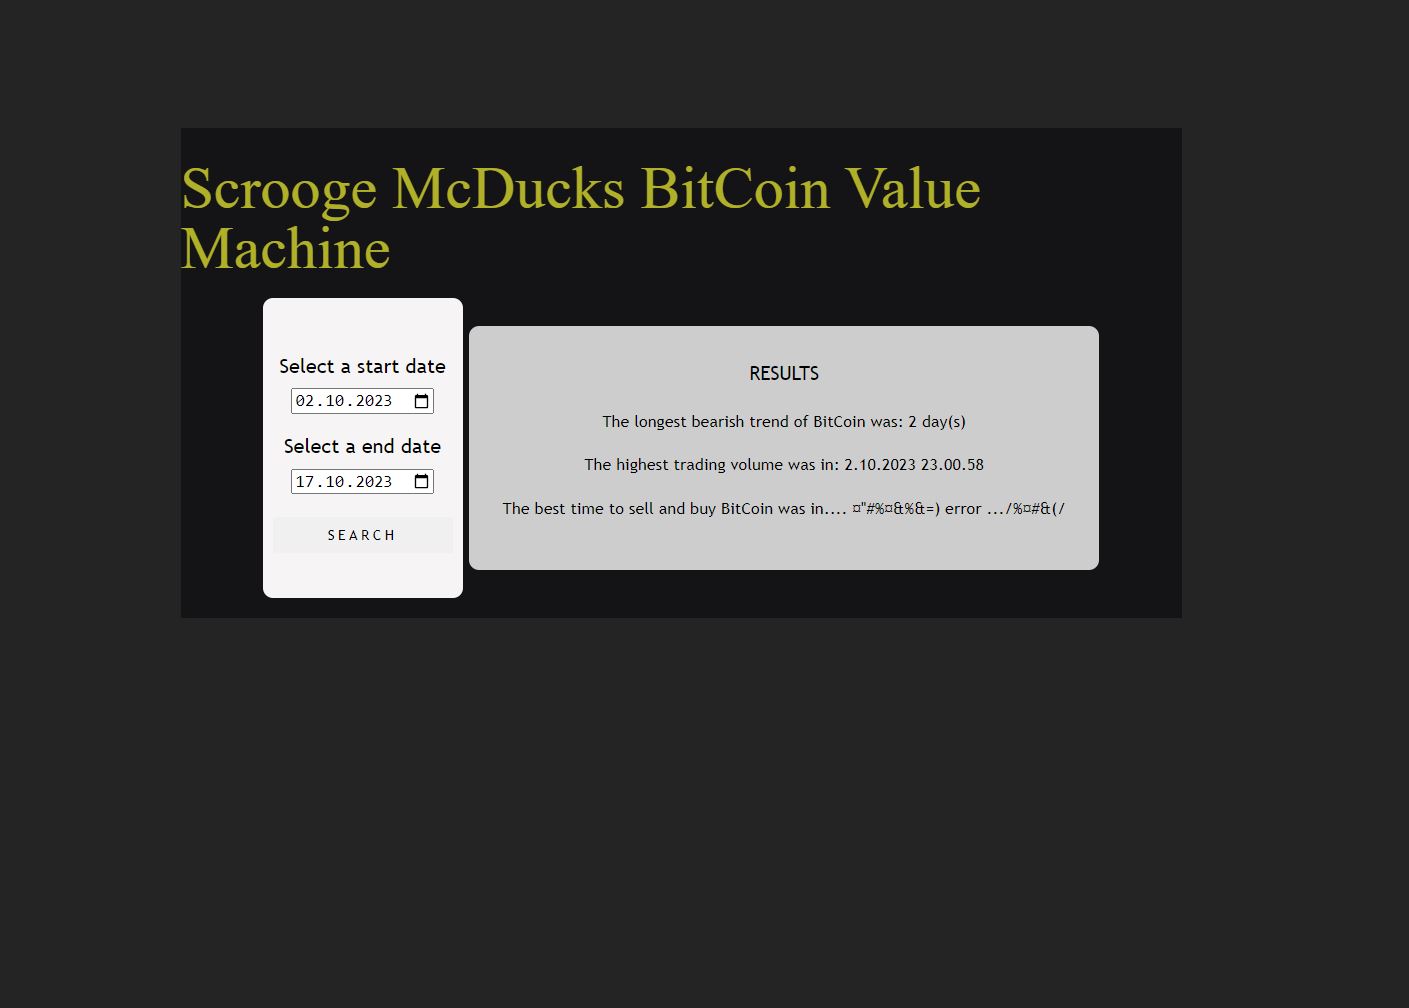 Scrooge McDucks BitCoin Value
Machine
Select a start date
02.10.2023
Select a end date
17.10.2023
SEARCH
RESULTS
The longest bearish trend of BitCoin was: 2 day(s)
The highest trading volume was in: 2.10.2023 23.00.58
The best time to sell and buy BitCoin was in.... ¤"#%¤&%&=) error .../%¤#&(/